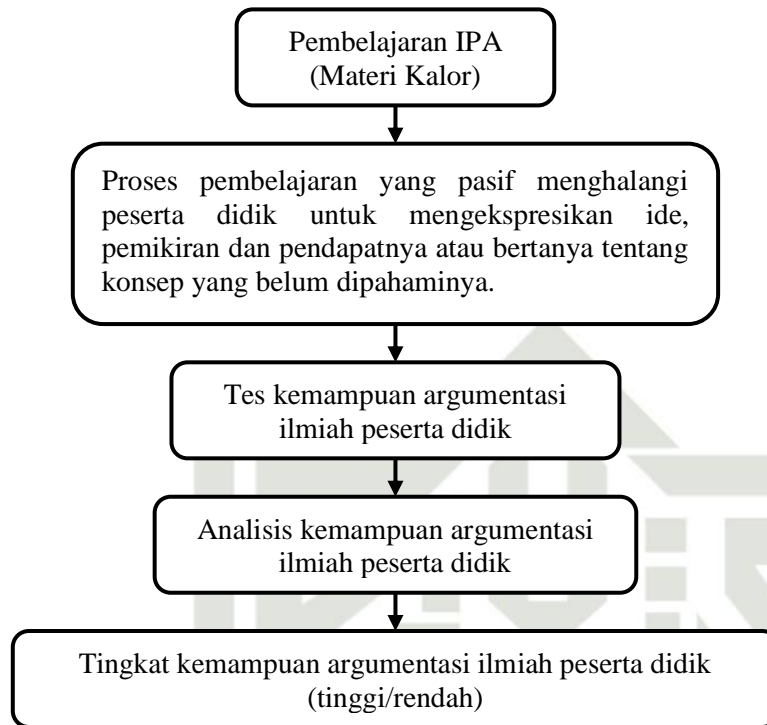 Pembelajaran IPA
(Materi Kalor)
Proses pembelajaran yang pasif menghalangi
peserta didik untuk mengekspresikan ide,
pemikiran dan pendapatnya atau bertanya tentang
konsep yang belum dipahaminya.
Tes kemampuan argumentasi
ilmiah peserta didik
Analisis kemampuan argumentasi
ilmiah peserta didik
Tingkat kemampuan argumentasi ilmiah peserta didik
(tinggi/rendah)